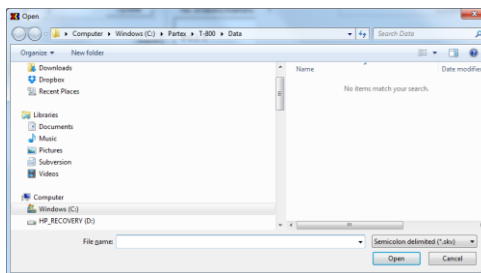 Open
Computer ▸ Windows (C:) ▸ Partex ▸ T-800 ▸ Data
Search Data
Organize
New folder
Downloads
Dropbox
Recent Places
Libraries
Documents
Music
Pictures
Subversion
Videos
Computer
Windows (C:)
HP_RECOVERY (D:)
Name
Date modifie
No items match your search.
File name:
Semicolon delimited (*.skv)
Open
Cancel